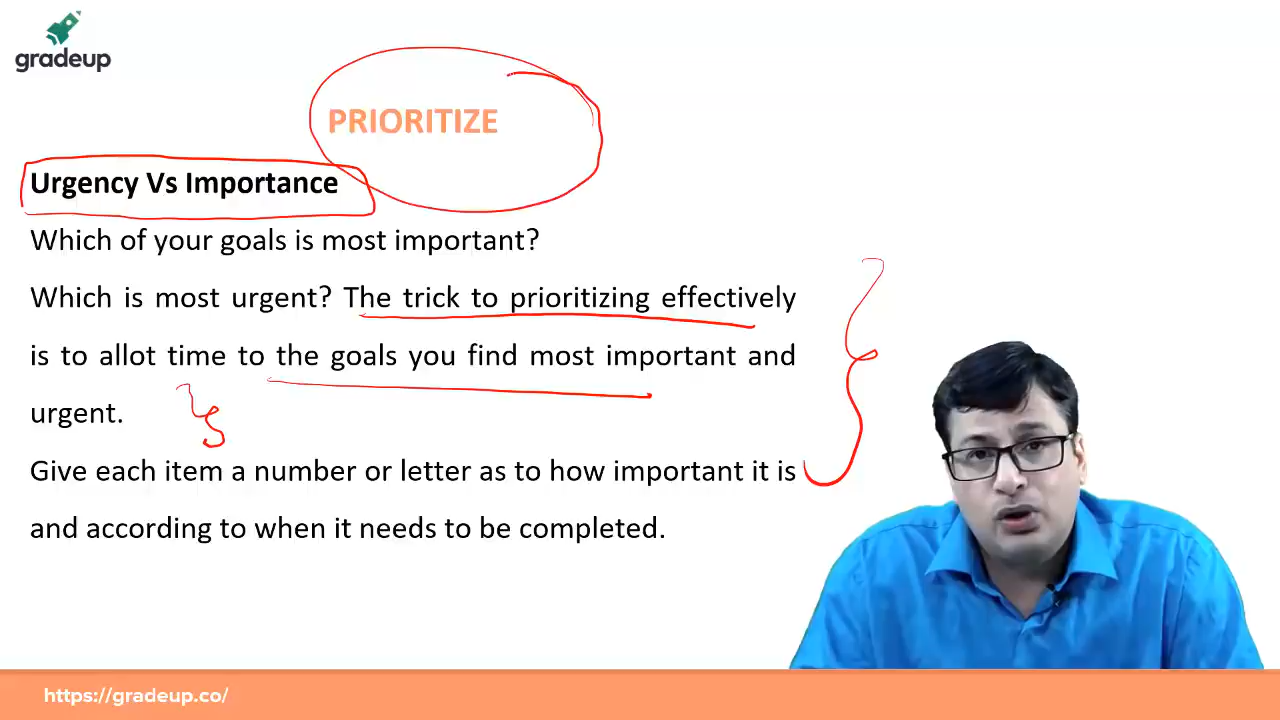 gradeup
PRIORITIZE
Urgency Vs Importance
Which of your goals is most important?
Which is most urgent? The trick to prioritizing effectively
is to allot time to the goals you find most important and
urgent.
Give each item a number or letter as to how important it is
and according to when it needs to be completed.
https://gradeup.co/